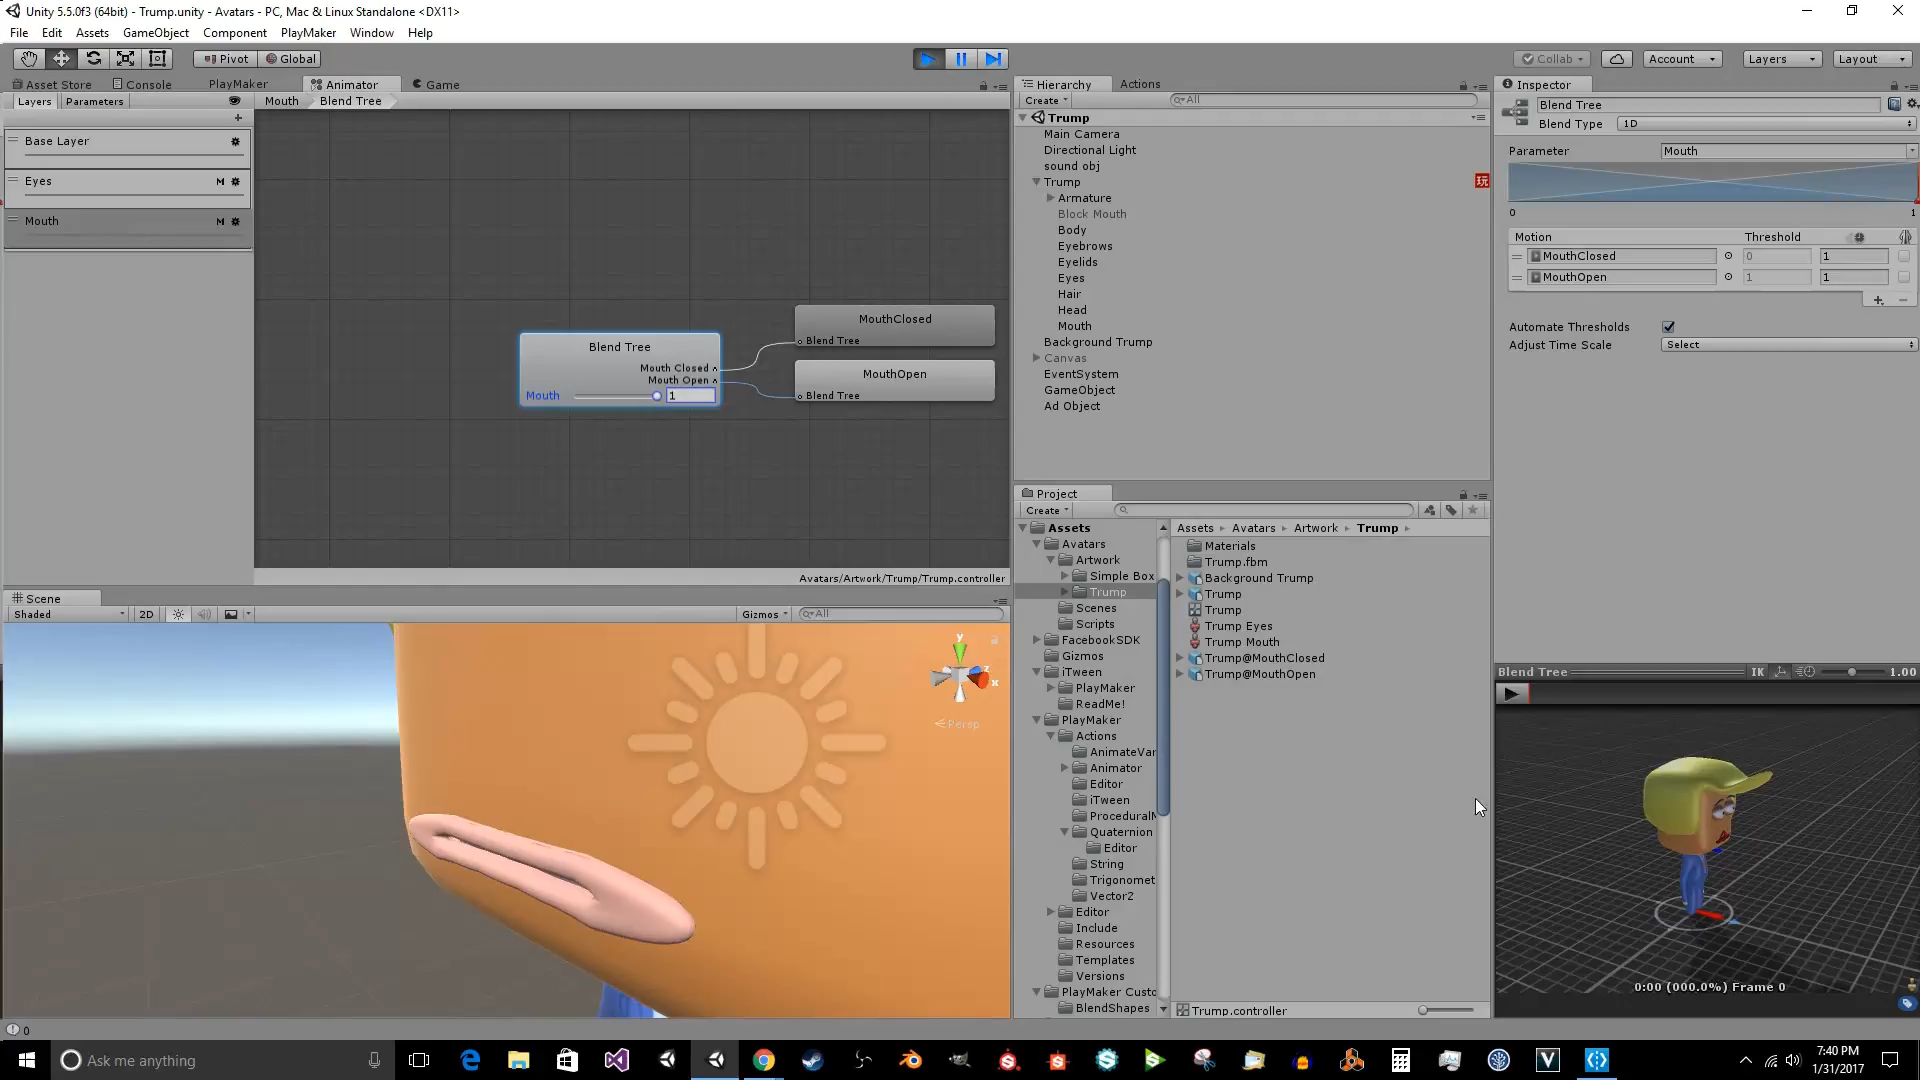 Unity 5.5.0f3 (64bit) - Trump.unity - Avatars - PC, Mac & Linux Standalone <DX11>
File Edit Assets GameObject Component PlayMaker Window Help
Pivot Global
Collab Account Layers Layout
Asset Store Console PlayMaker Animator Game
Layers Parameters
Mouth Blend Tree
Base Layer
Eyes M
Mouth M
Blend Tree
Mouth Closed
Mouth Open
Mouth 1
MouthClosed
Blend Tree
MouthOpen
Blend Tree
Avatars/Artwork/Trump/Trump.controller
Scene
Shaded 2D Gizmos All
y
z
x
Persp
Hierarchy Actions
Create All
Trump
Main Camera
Directional Light
sound obj
Trump
玩
Armature
Block Mouth
Body
Eyebrows
Eyelids
Eyes
Hair
Head
Mouth
Background Trump
Canvas
EventSystem
GameObject
Ad Object
Project
Create
Assets
Avatars
Artwork
Simple Box
Trump
Scenes
Scripts
FacebookSDK
Gizmos
iTween
PlayMaker
ReadMe!
PlayMaker
Actions
AnimateVar
Animator
Editor
iTween
ProceduralM
Quaternion
Editor
String
Trigonomet
Vector2
Editor
Include
Resources
Templates
Versions
PlayMaker Custo
BlendShapes
Assets Avatars Artwork Trump
Materials
Trump.fbm
Background Trump
Trump
Trump
Trump Eyes
Trump Mouth
Trump@MouthClosed
Trump@MouthOpen
Trump.controller
Inspector
Blend Tree
Blend Type 1D
Parameter Mouth
0 1
Motion Threshold
MouthClosed 0 1
MouthOpen 1 1
Automate Thresholds
Adjust Time Scale Select
Blend Tree IK 1.00
0:00 (000.0%) Frame 0
0
Ask me anything
7:40 PM
1/31/2017